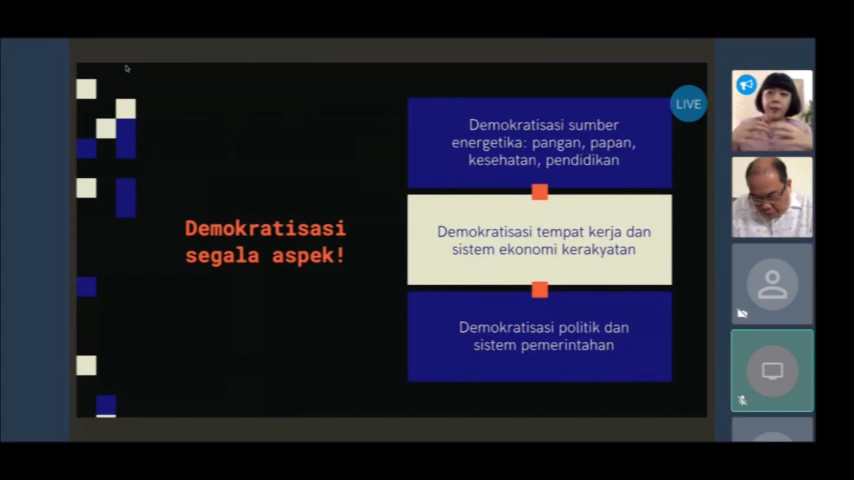 LIVE
Demokratisasi
segala aspek!
Demokratisasi sumber
energetika: pangan, papan,
kesehatan, pendidikan
Demokratisasi tempat kerja dan
sistem ekonomi kerakyatan
Demokratisasi politik dan
sistem pemerintahan